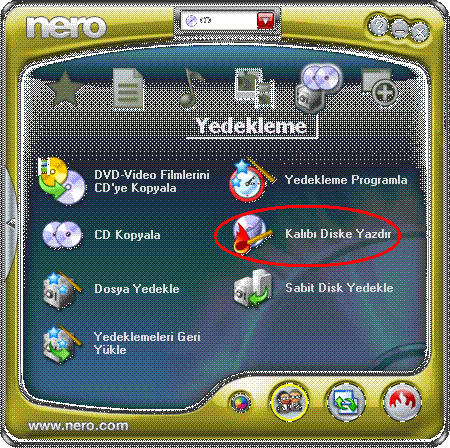 nero
CD
Yedekleme
DVD-Video Filmlerini
CD'ye Kopyala
Yedekleme Programla
CD Kopyala
Kalıbı Diske Yazdır
Dosya Yedekle
Sabit Disk Yedekle
Yedeklemeleri Geri
Yükle
www.nero.com